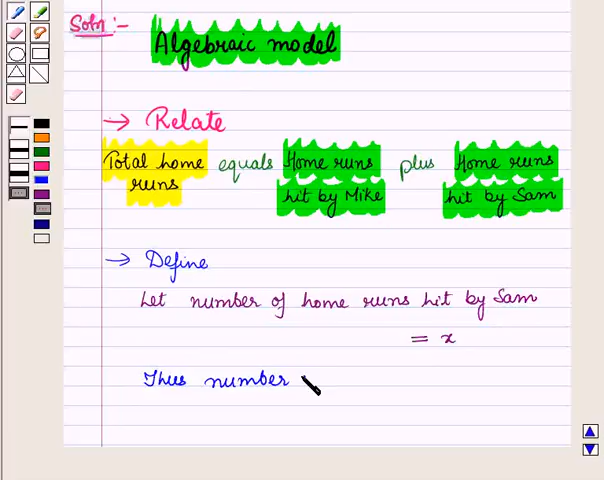 Soln :-
Algebraic model
→ Relate
Total home equals Home runs plus Home runs
runs hit by Mike hit by Sam
→ Define
Let number of home runs hit by Sam
= x
Thus number